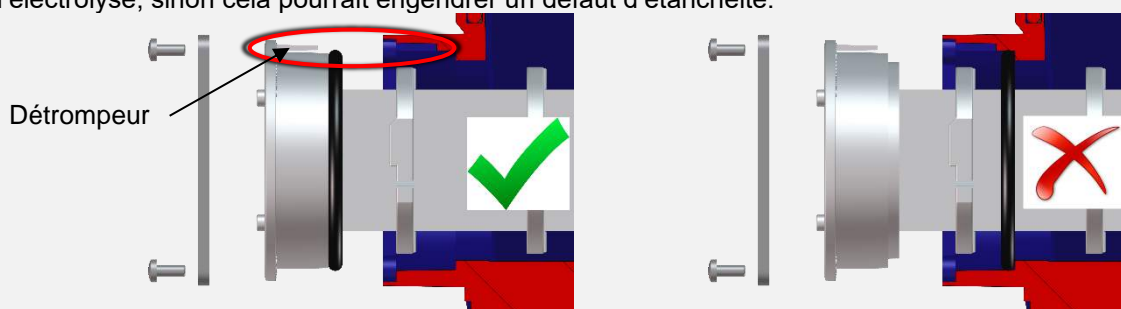 l'électrolyse, sinon cela pourrait engendrer un défaut d'étanchéité.
Détrompeur